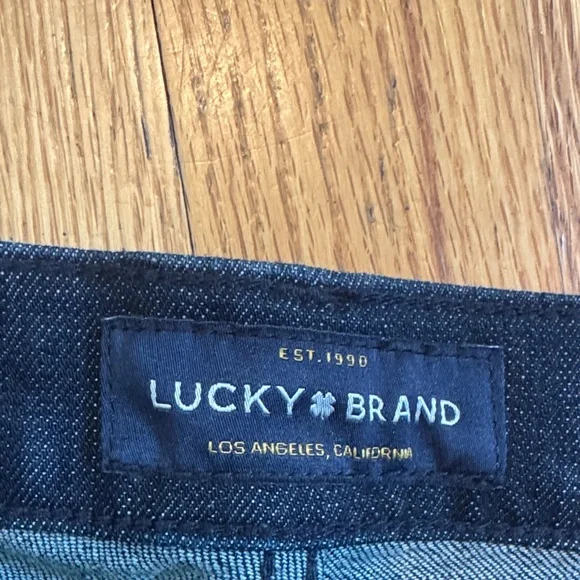 EST.1990
LUCKY BRAND
LOS ANGELES, CALIFORNIA